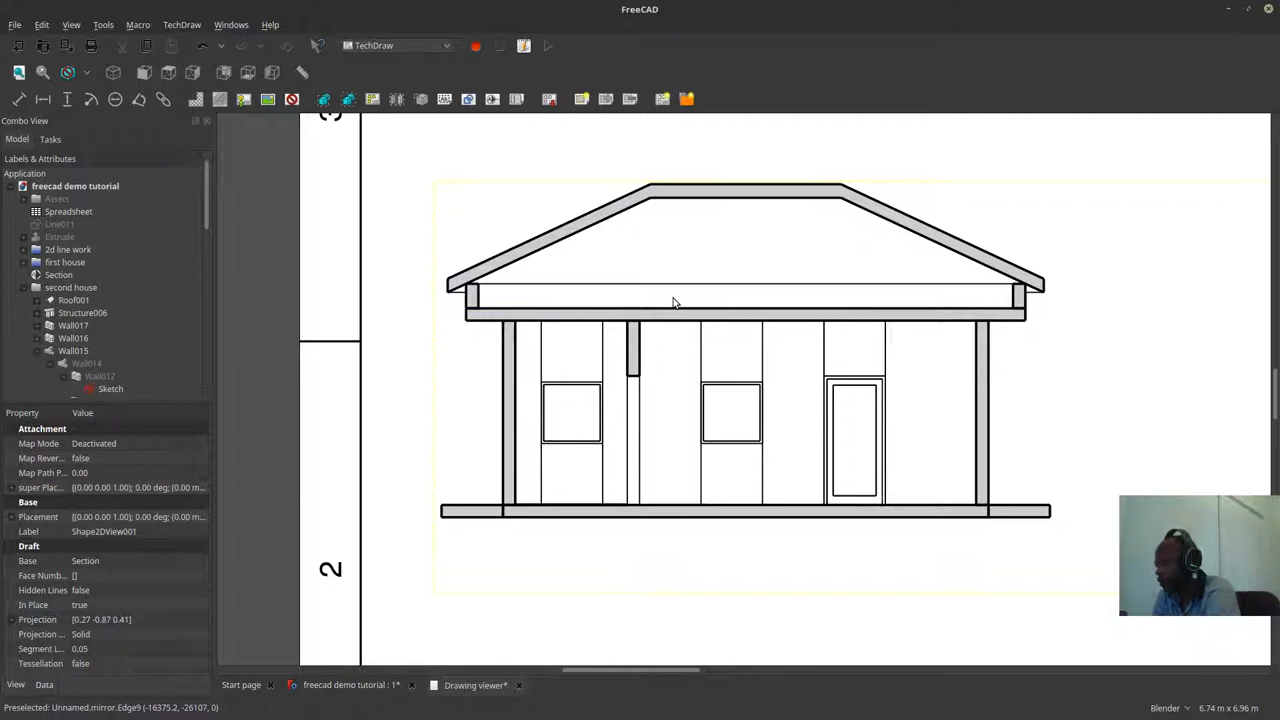 FreeCAD
File Edit View Tools Macro TechDraw Windows Help
TechDraw
Combo View
Model Tasks
Labels & Attributes
Application
freecad demo tutorial
Assets
Spreadsheet
Line011
Extrude
2d line work
first house
Section
second house
Roof001
Structure006
Wall017
Wall016
Wall015
Wall014
Wall012
Sketch
Property Value
Attachment
Map Mode Deactivated
Map Rever... false
Map Path P... 0.00
super Plac... [(0.00 0.00 1.00); 0.00 deg; (0.00 m...
Base
Placement [(0.00 0.00 1.00); 0.00 deg; (0.00 m...
Label Shape2DView001
Draft
Base Section
Face Numb... []
Hidden Lines false
In Place true
Projection [0.27 -0.87 0.41]
Projection ... Solid
Segment L... 0.05
Tessellation false
View Data
3
2
Start page
freecad demo tutorial : 1*
Drawing viewer*
Preselected: Unnamed.mirror.Edge9 (-16375.2, -26107, 0)
Blender 6.74 m x 6.96 m